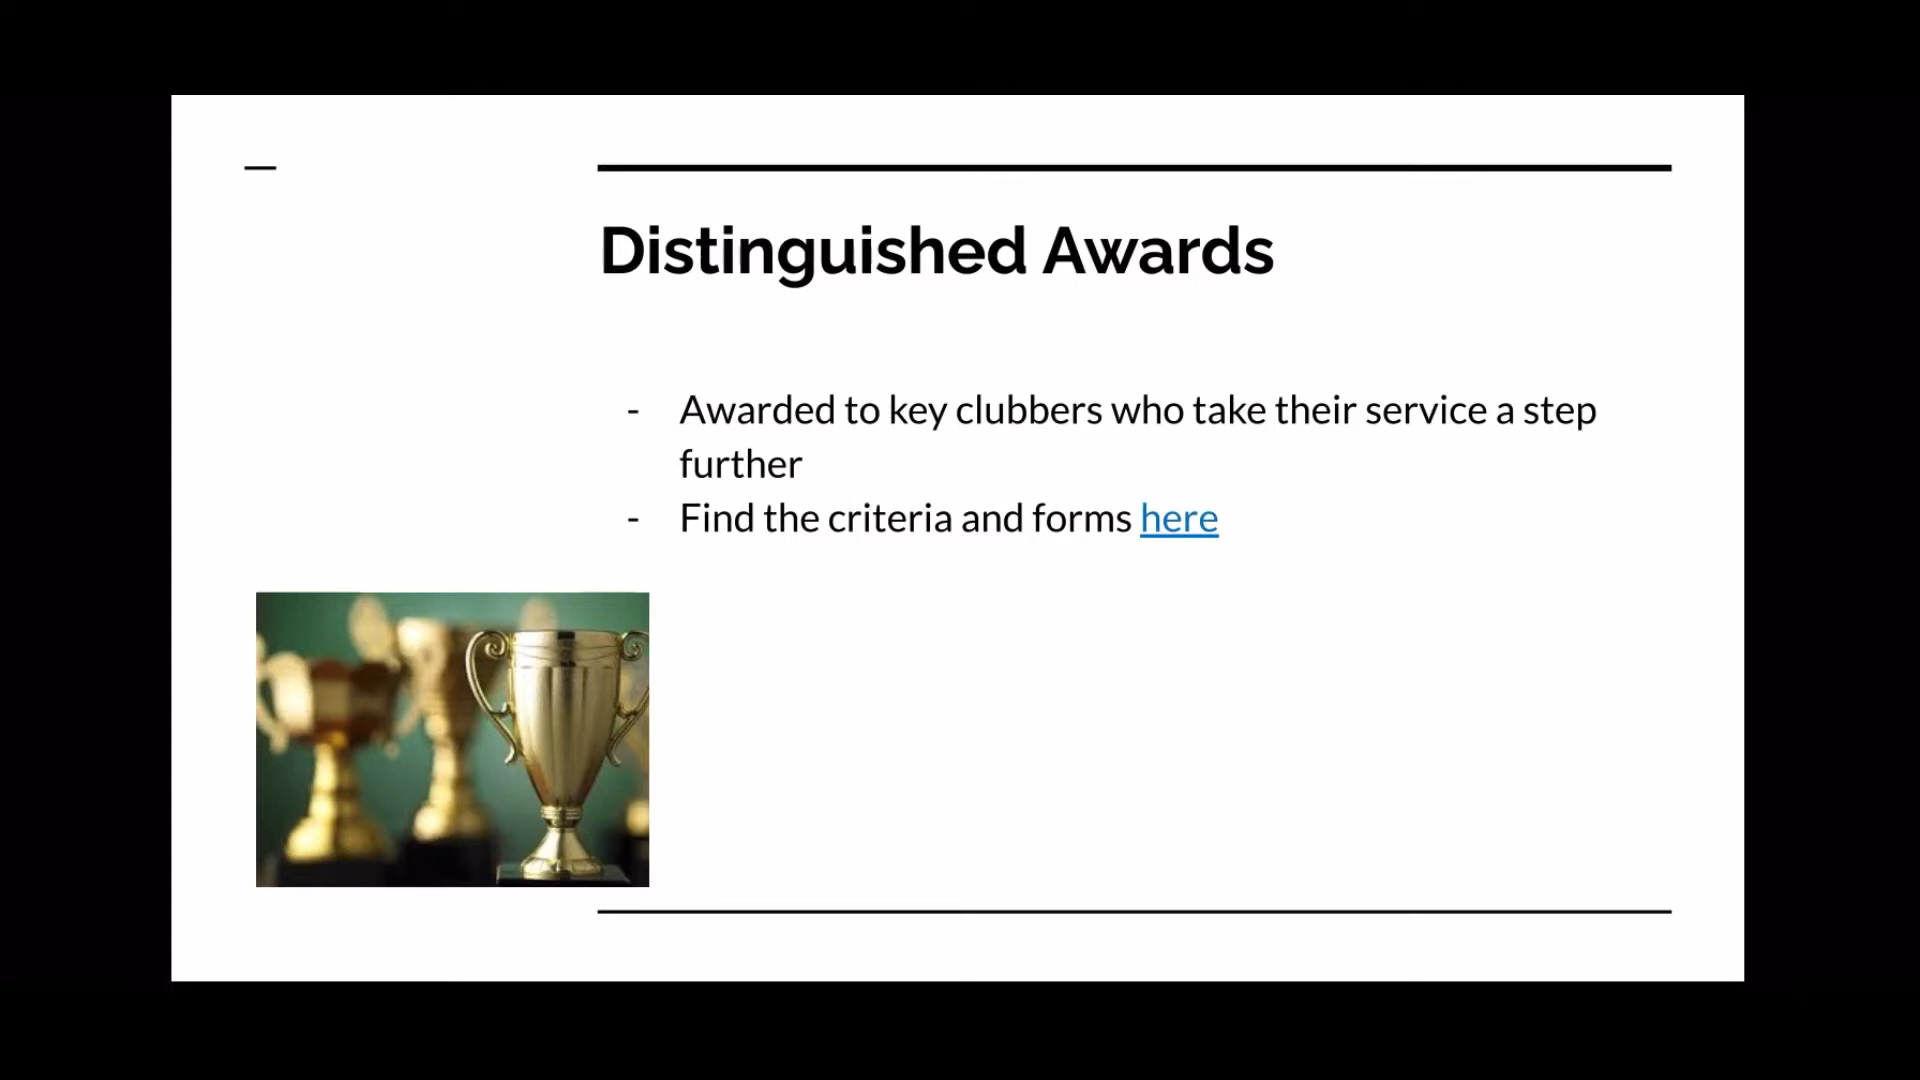 Distinguished Awards
- Awarded to key clubbers who take their service a step
further
- Find the criteria and forms here